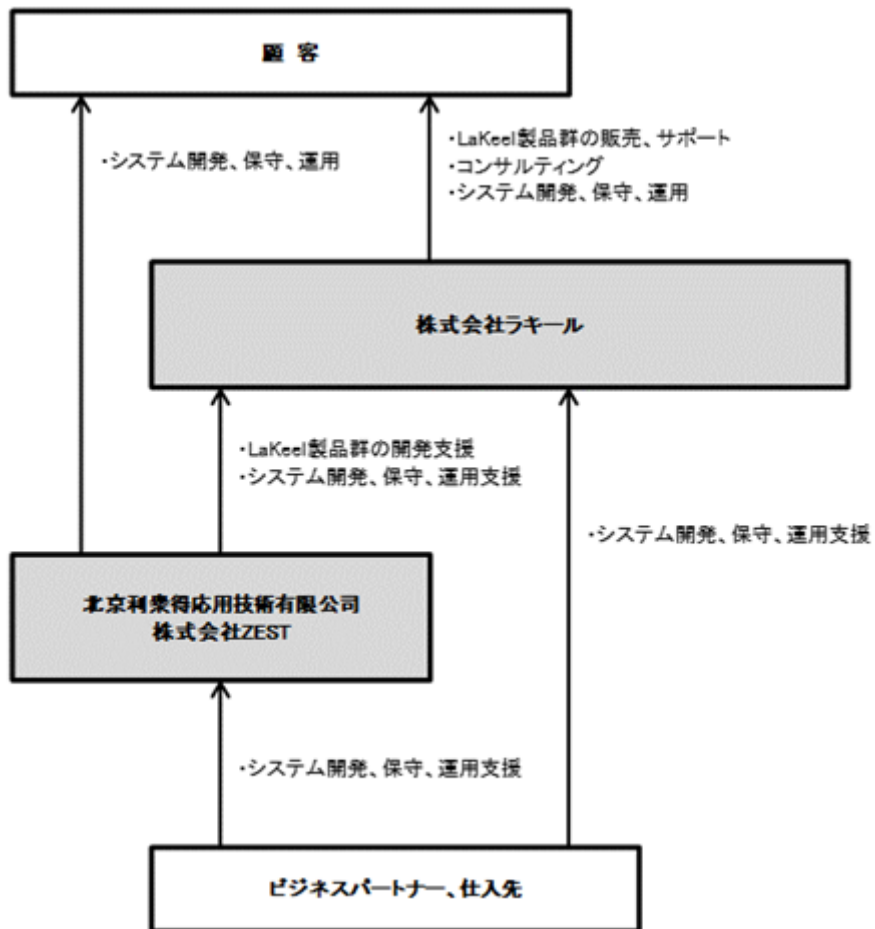 顧 客
・システム開発、保守、運用
・LaKeel製品群の販売、サポート
・コンサルティング
・システム開発、保守、運用
株式会社ラキール
・LaKeel製品群の開発支援
・システム開発、保守、運用支援
・システム開発、保守、運用支援
北京利衆得応用技術有限公司
株式会社ZEST
・システム開発、保守、運用支援
ビジネスパートナー、仕入先